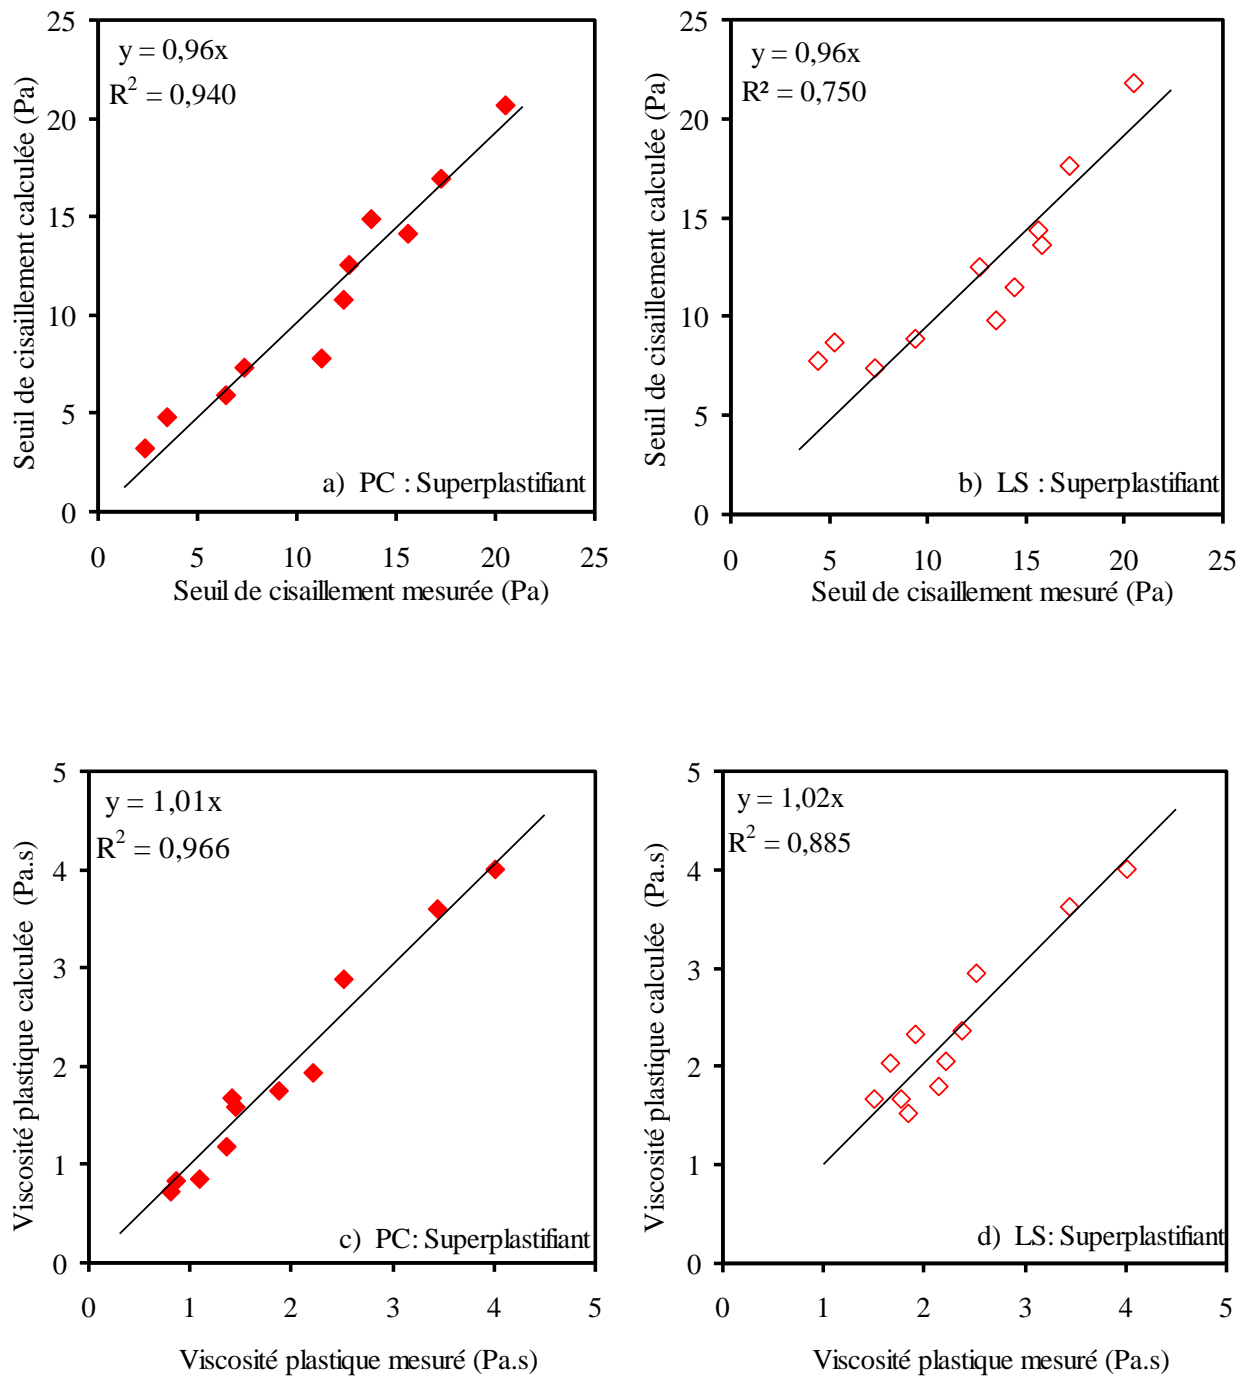 y = 0,96x
R² = 0,940
25
20
15
10
5
0
Seuil de cisaillement calculée (Pa)
a) PC : Superplastifiant
0 5 10 15 20 25
Seuil de cisaillement mesurée (Pa)
y = 0,96x
R² = 0,750
25
20
15
10
5
0
Seuil de cisaillement calculée (Pa)
b) LS : Superplastifiant
0 5 10 15 20 25
Seuil de cisaillement mesuré (Pa)
y = 1,01x
R² = 0,966
5
4
3
2
1
0
Viscosité plastique calculée (Pa.s)
c) PC: Superplastifiant
0 1 2 3 4 5
Viscosité plastique mesuré (Pa.s)
y = 1,02x
R² = 0,885
5
4
3
2
1
0
Viscosité plastique calculée (Pa.s)
d) LS: Superplastifiant
0 1 2 3 4 5
Viscosité plastique mesuré (Pa.s)